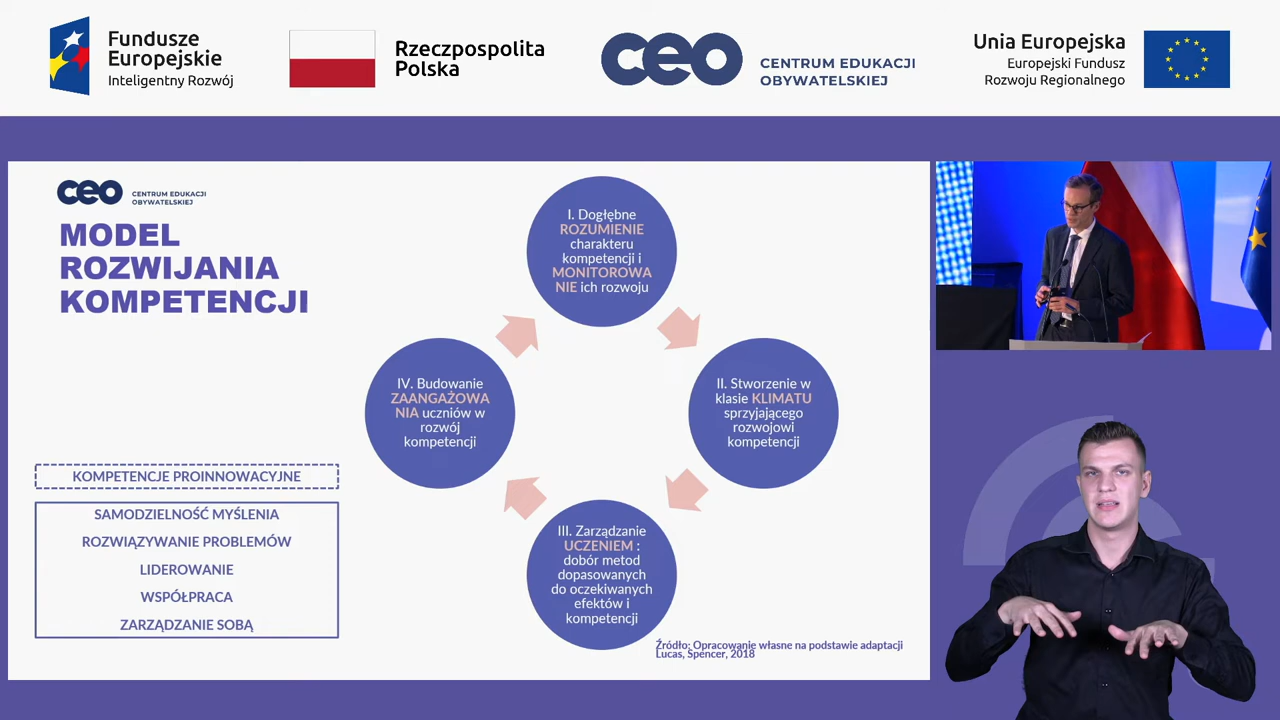 Fundusze
Europejskie
Inteligentny Rozwój
Rzeczpospolita
Polska
ceo
CENTRUM EDUKACJI
OBYWATELSKIEJ
Unia Europejska
Europejski Fundusz
Rozwoju Regionalnego
ceo
CENTRUM EDUKACJI
OBYWATELSKIEJ
MODEL
ROZWIJANIA
KOMPETENCJI
I. Dogłębne
ROZUMIENIE
charakteru
kompetencji i
MONITOROWA
NIE ich rozwoju
II. Stworzenie w
klasie KLIMATU
sprzyjającego
rozwojowi
kompetencji
III. Zarządzanie
UCZENIEM :
dobór metod
dopasowanych
do oczekiwanych
efektów i
kompetencji
IV. Budowanie
ZAANGAŻOWA
NIA uczniów w
rozwój
kompetencji
KOMPETENCJE PROINNOWACYJNE
SAMODZIELNOŚĆ MYŚLENIA
ROZWIĄZYWANIE PROBLEMÓW
LIDEROWANIE
WSPÓŁPRACA
ZARZĄDZANIE SOBĄ
Źródło: Opracowanie własne na podstawie adaptacji
Lucas, Spencer, 2018